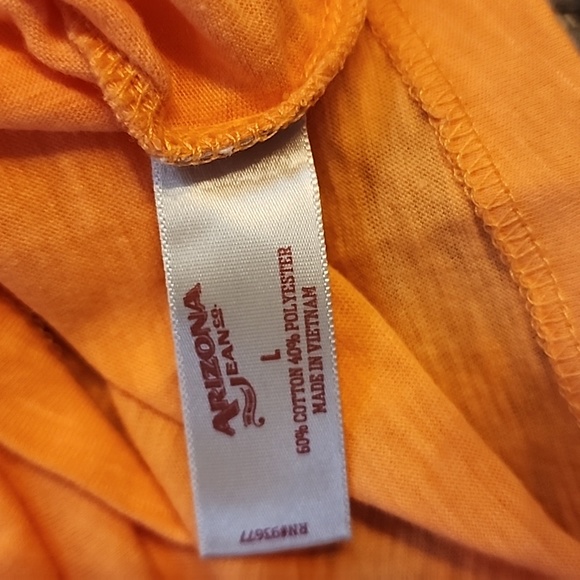 ARIZONA
JEAN CO.
L
60% COTTON 40% POLYESTER
MADE IN VIETNAM
RN#93677